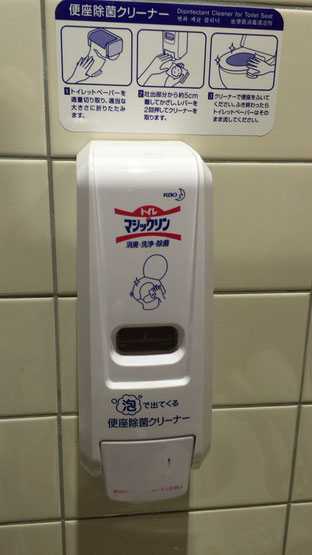 便座除菌クリーナー
Disinfectant Cleaner for Toilet Seat
1 トイレットペーパーを
適量切り取り、適当な
大きさに折りたたみ
ます。
2 吐出部分から約5cm
離してかざし、レバーを
2回押してクリーナーを
取ります。
3 クリーナーで便座をふいて
ください。ふき終わったら
トイレットペーパーはその
まま流してください。
Kao
トイレ
マジックリン
消臭・洗浄・除菌
泡で出てくる
便座除菌クリーナー